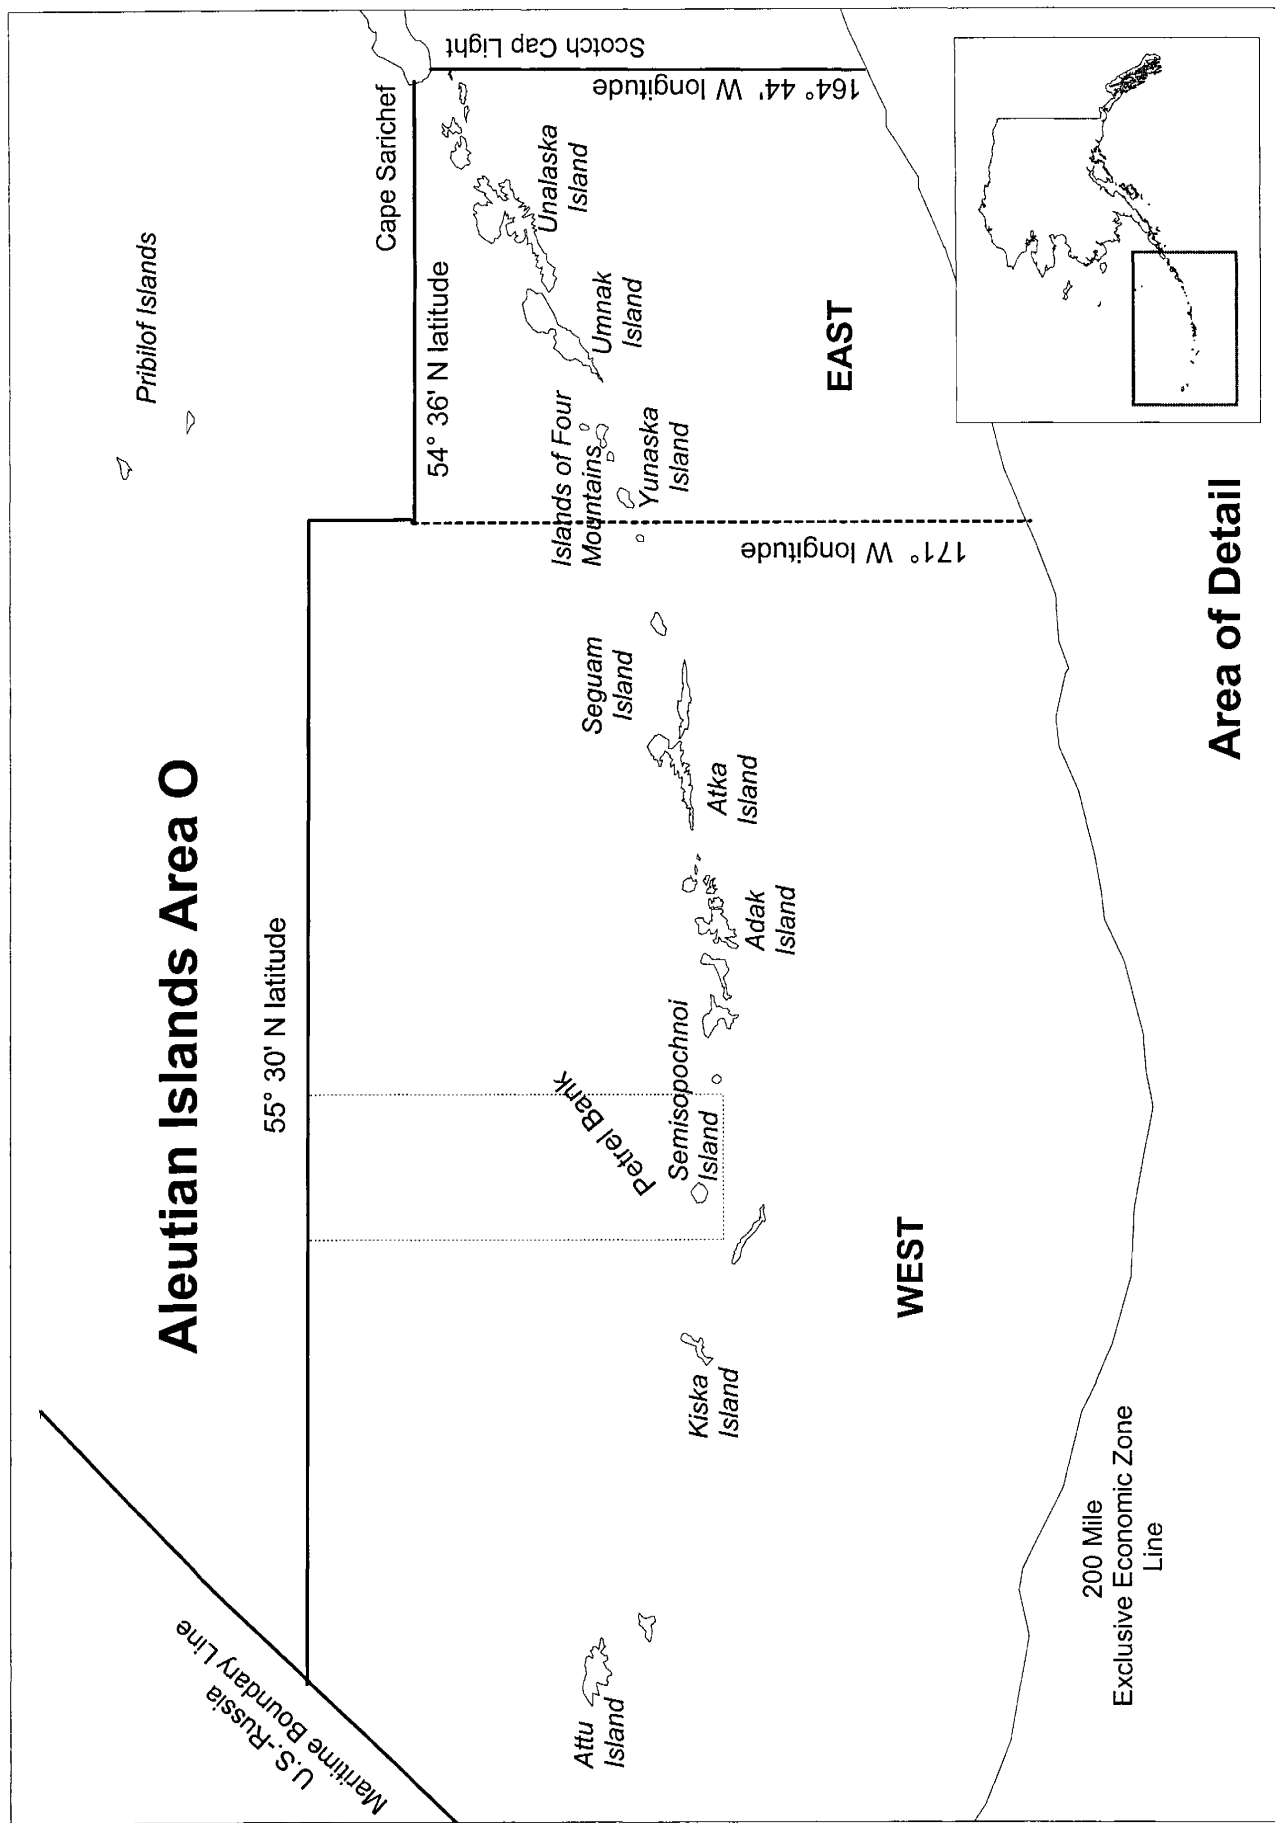 Aleutian Islands Area O
Pribilof Islands
U.S.-Russia
Maritime Boundary Line
55° 30' N latitude
Cape Sarichef
54° 36' N latitude
Scotch Cap Light
164° 44' W longitude
Unalaska
Island
Umnak
Island
Islands of Four
Mountains
Yunaska
Island
171° W longitude
Seguam
Island
Atka
Island
Adak
Island
Petrel Bank
Semisopochnoi
Island
Kiska
Island
Attu
Island
WEST
EAST
200 Mile
Exclusive Economic Zone
Line
Area of Detail